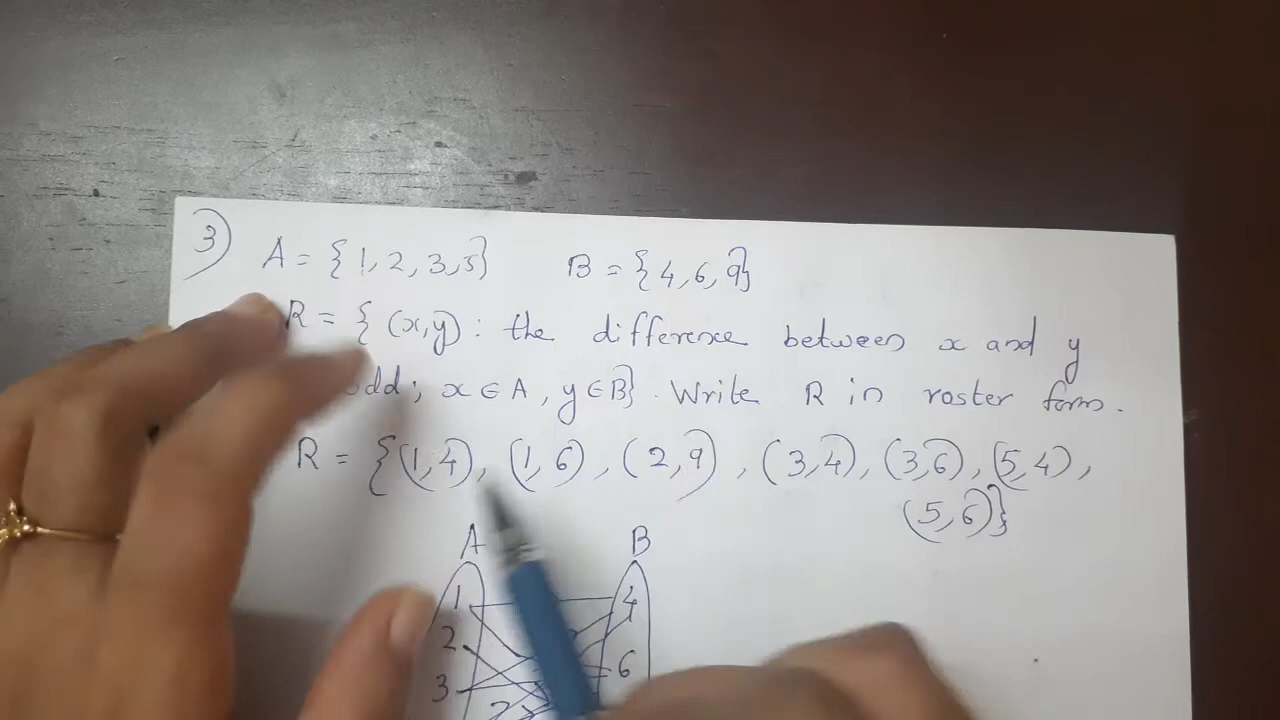 3)
A = {1, 2, 3, 5} B = {4, 6, 9}
R = { (x,y) : the difference between x and y
odd ; x ∈ A , y ∈ B} . Write R in roster form .
R = {(1,4), (1,6), (2,9), (3,4), (3,6), (5,4),
(5,6)}
A B
1 4
2
6
3